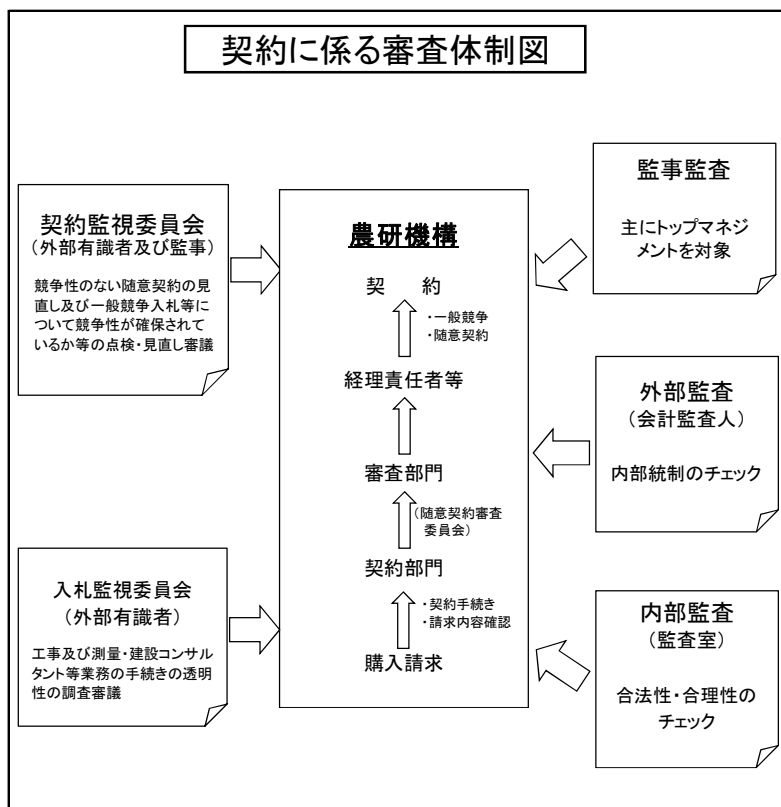 契約に係る審査体制図
契約監視委員会
(外部有識者及び監事)
競争性のない随意契約の見
直し及び一般競争入札等に
ついて競争性が確保されて
いるか等の点検・見直し審議
入札監視委員会
(外部有識者)
工事及び測量・建設コンサル
タント等業務の手続きの透明
性の調査審議
農研機構
契　約
・一般競争
・随意契約
経理責任者等
審査部門
(随意契約審査
委員会)
契約部門
・契約手続き
・請求内容確認
購入請求
監事監査
主にトップマネジ
メントを対象
外部監査
(会計監査人)
内部統制のチェック
内部監査
(監査室)
合法性・合理性の
チェック